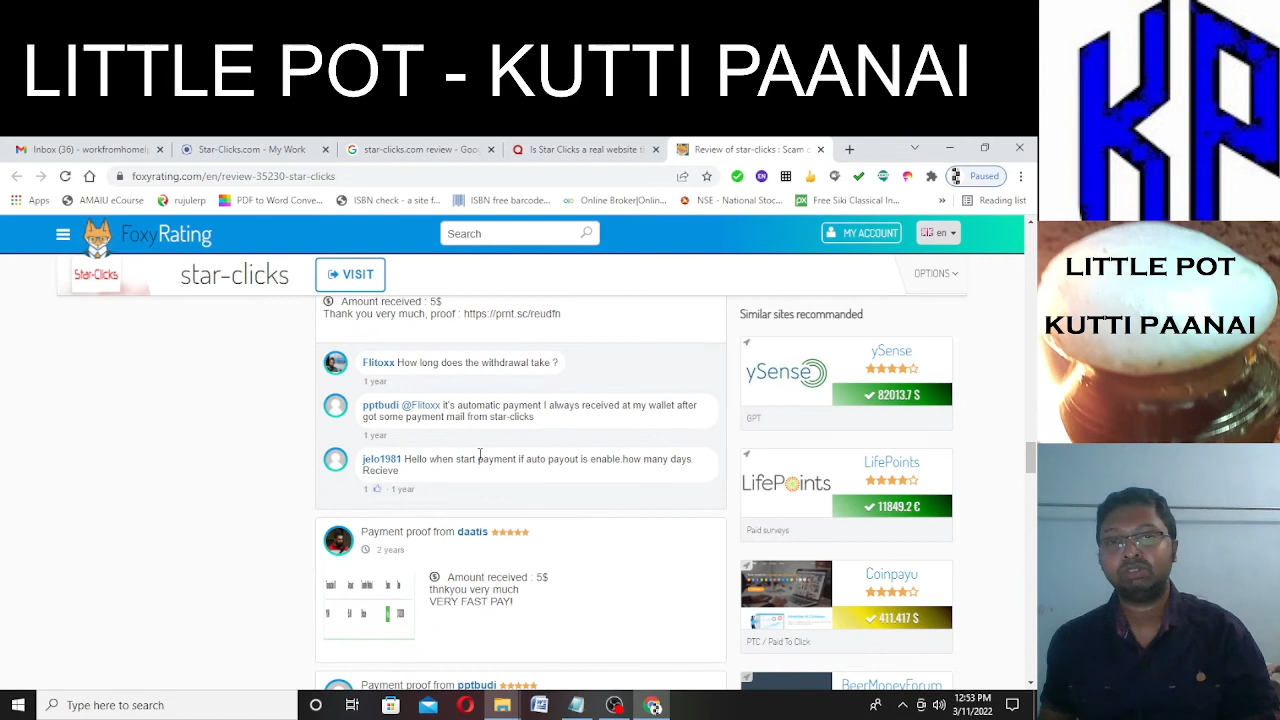 LITTLE POT - KUTTI PAANAI
KP
Inbox (36) - workfromhome
Star-Clicks.com - My Work
star-clicks.com review - Goog
Is Star Clicks a real website t
Review of star-clicks : Scam o
foxyrating.com/en/review-35230-star-clicks
Paused
Apps
AMAIU eCourse
rujulerp
PDF to Word Conve...
ISBN check - a site f...
ISBN free barcode...
Online Broker|Onlin...
NSE - National Stoc...
Free Siki Classical In...
Reading list
FoxyRating
Search
MY ACCOUNT
en
Star-Clicks
star-clicks
VISIT
OPTIONS
Amount received : 5$
Thank you very much, proof : https://prnt.sc/reudfn
Flitoxx How long does the withdrawal take ?
1 year
pptbudi @Flitoxx it's automatic payment I always received at my wallet after
got some payment mail from star-clicks
1 year
jelo1981 Hello when start payment if auto payout is enable.how many days.
Recieve
1 · 1 year
Payment proof from daatis
2 years
Amount received : 5$
thnkyou very much
VERY FAST PAY!
Payment proof from pptbudi
Similar sites recommanded
ySense
ySense
82013.7 $
GPT
LifePoints
LifePoints
11849.2 €
Paid surveys
Coinpayu
411.417 $
PTC / Paid To Click
BeerMoneyForum
LITTLE POT
KUTTI PAANAI
Type here to search
12:53 PM
3/11/2022